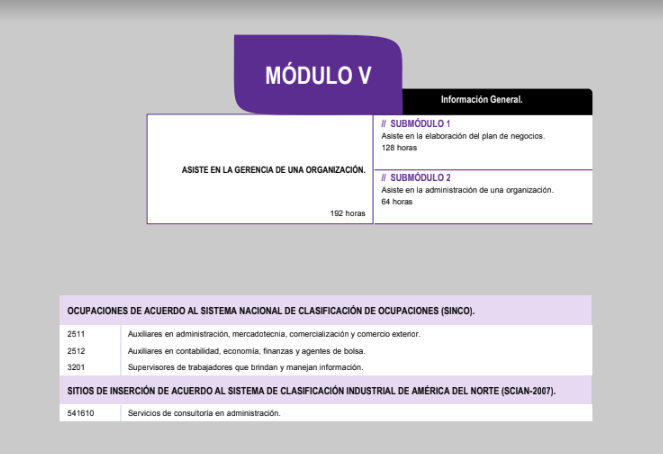 MÓDULO V
Información General.
ASISTE EN LA GERENCIA DE UNA ORGANIZACIÓN.
192 horas
// SUBMÓDULO 1
Asiste en la elaboración del plan de negocios.
128 horas
// SUBMÓDULO 2
Asiste en la administración de una organización.
64 horas
OCUPACIONES DE ACUERDO AL SISTEMA NACIONAL DE CLASIFICACIÓN DE OCUPACIONES (SINCO).
2511 Auxiliares en administración, mercadotecnia, comercialización y comercio exterior.
2512 Auxiliares en contabilidad, economía, finanzas y agentes de bolsa.
3201 Supervisores de trabajadores que brindan y manejan información.
SITIOS DE INSERCIÓN DE ACUERDO AL SISTEMA DE CLASIFICACIÓN INDUSTRIAL DE AMÉRICA DEL NORTE (SCIAN-2007).
541610 Servicios de consultoría en administración.